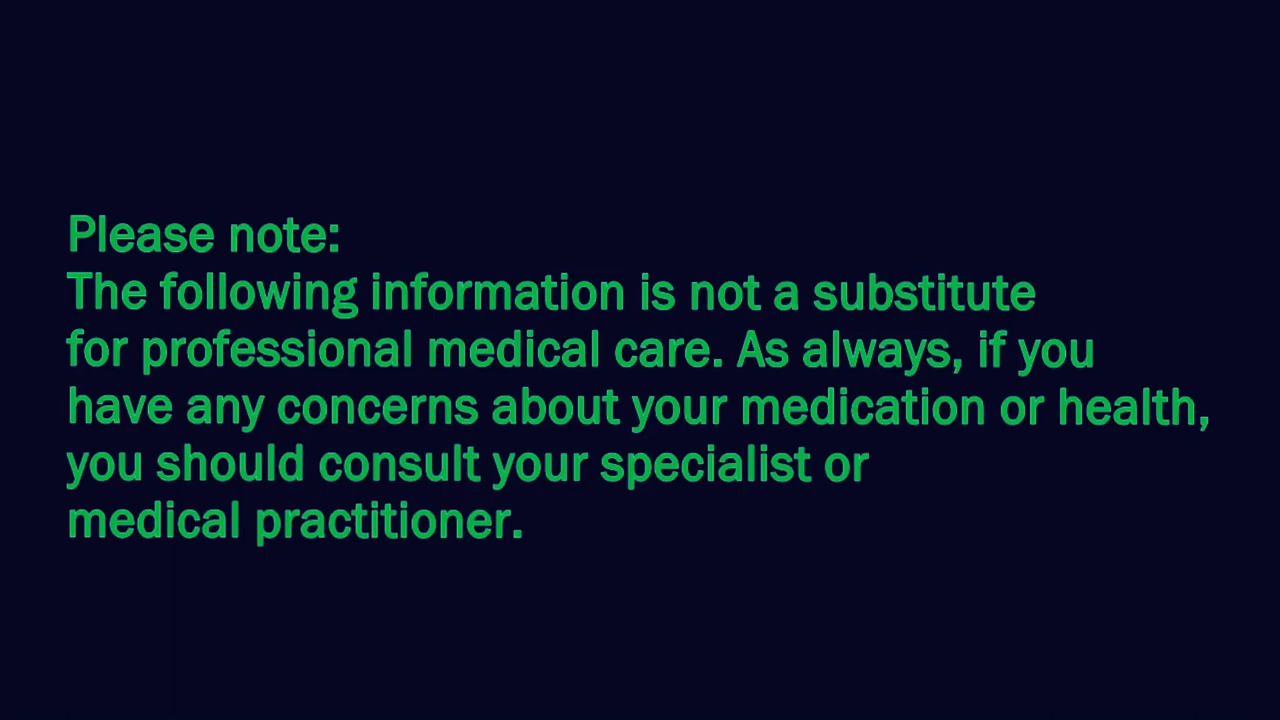 Please note:
The following information is not a substitute
for professional medical care. As always, if you
have any concerns about your medication or health,
you should consult your specialist or
medical practitioner.